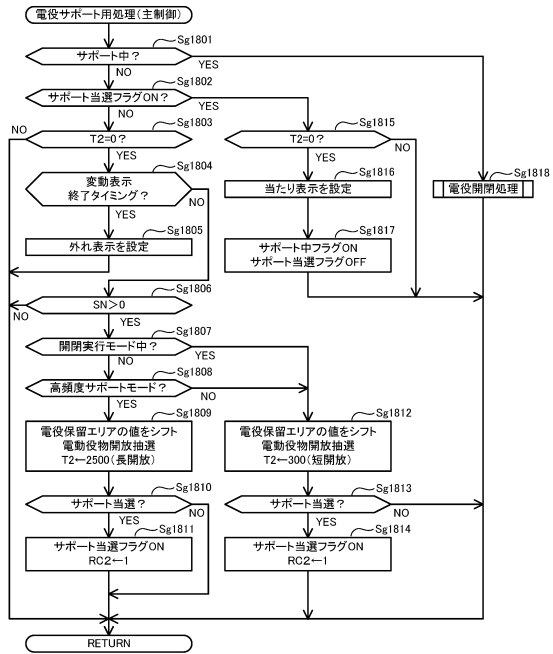 電役サポート用処理(主制御)
Sg1801
サポート中?
YES
NO
Sg1802
サポート当選フラグON?
YES
NO
Sg1803
NO
T2=0?
YES
Sg1815
T2=0?
NO
YES
Sg1804
変動表示
終了タイミング?
NO
YES
Sg1816
当たり表示を設定
Sg1818
電役開閉処理
Sg1805
外れ表示を設定
Sg1817
サポート中フラグON
サポート当選フラグOFF
Sg1806
SN>0
NO
YES
Sg1807
開閉実行モード中?
YES
NO
Sg1808
高頻度サポートモード?
NO
YES
Sg1809
電役保留エリアの値をシフト
電動役物開放抽選
T2←2500(長開放)
Sg1812
電役保留エリアの値をシフト
電動役物開放抽選
T2←300(短開放)
Sg1810
サポート当選?
NO
YES
Sg1813
サポート当選?
NO
YES
Sg1811
サポート当選フラグON
RC2←1
Sg1814
サポート当選フラグON
RC2←1
RETURN